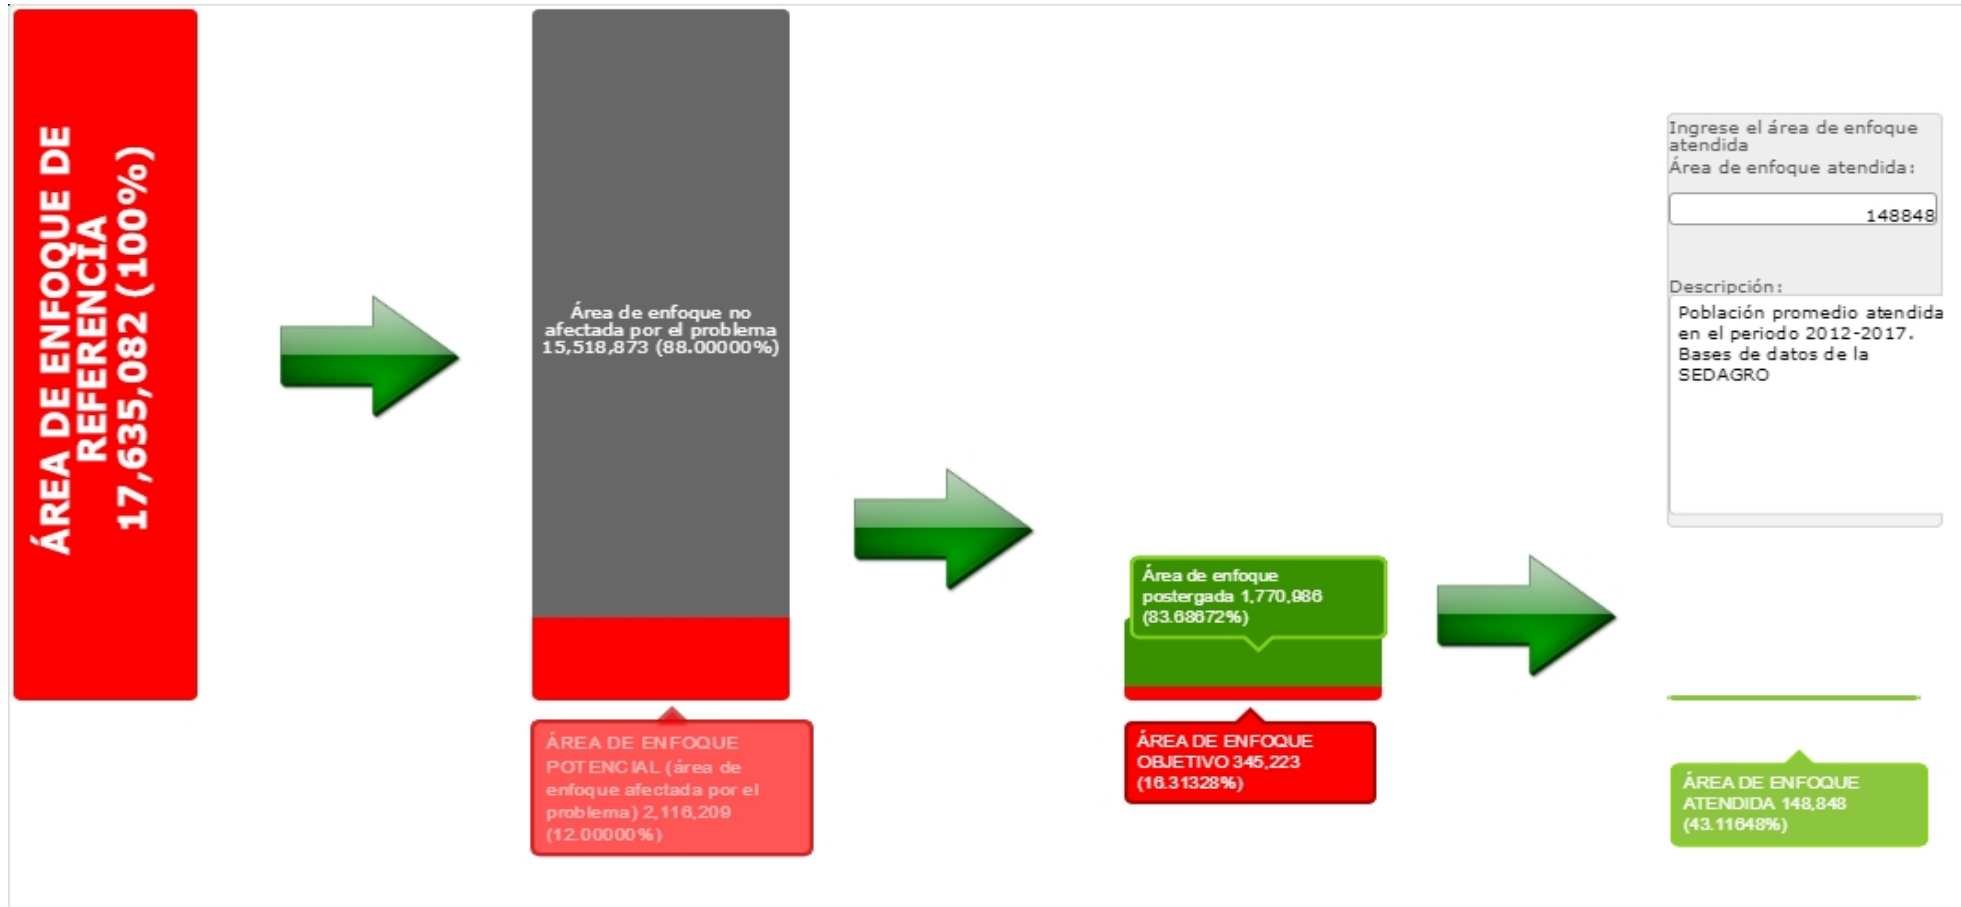 ÁREA DE ENFOQUE DE
REFERENCIA
17,635,082 (100%)
Área de enfoque no
afectada por el problema
15,518,873 (88.00000%)
ÁREA DE ENFOQUE
POTENCIAL (área de
enfoque afectada por el
problema) 2,116,209
(12.00000%)
Área de enfoque
postergada 1,770,986
(83.68672%)
ÁREA DE ENFOQUE
OBJETIVO 345,223
(16.31328%)
Ingrese el área de enfoque
atendida
Área de enfoque atendida:
148848
Descripción:
Población promedio atendida
en el periodo 2012-2017.
Bases de datos de la
SEDAGRO
ÁREA DE ENFOQUE
ATENDIDA 148,848
(43.11648%)